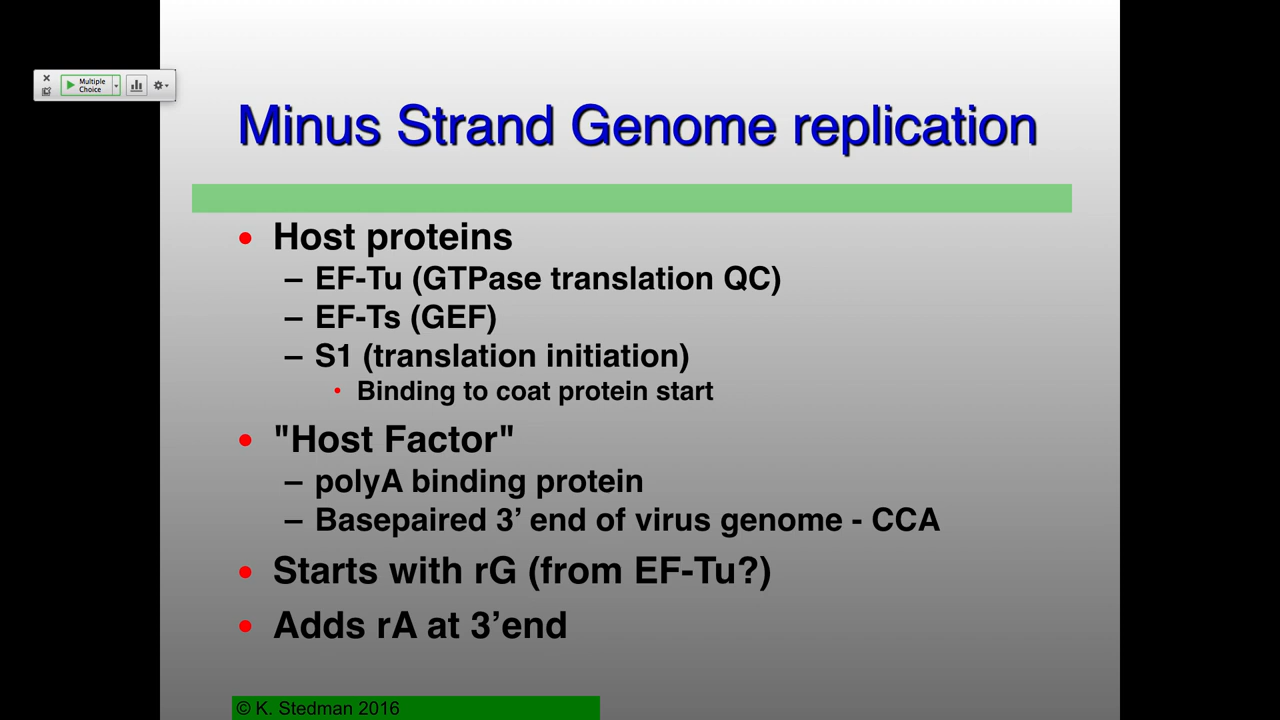 Multiple
Choice
Minus Strand Genome replication
• Host proteins
– EF-Tu (GTPase translation QC)
– EF-Ts (GEF)
– S1 (translation initiation)
• Binding to coat protein start
• "Host Factor"
– polyA binding protein
– Basepaired 3’ end of virus genome - CCA
• Starts with rG (from EF-Tu?)
• Adds rA at 3’end
© K. Stedman 2016